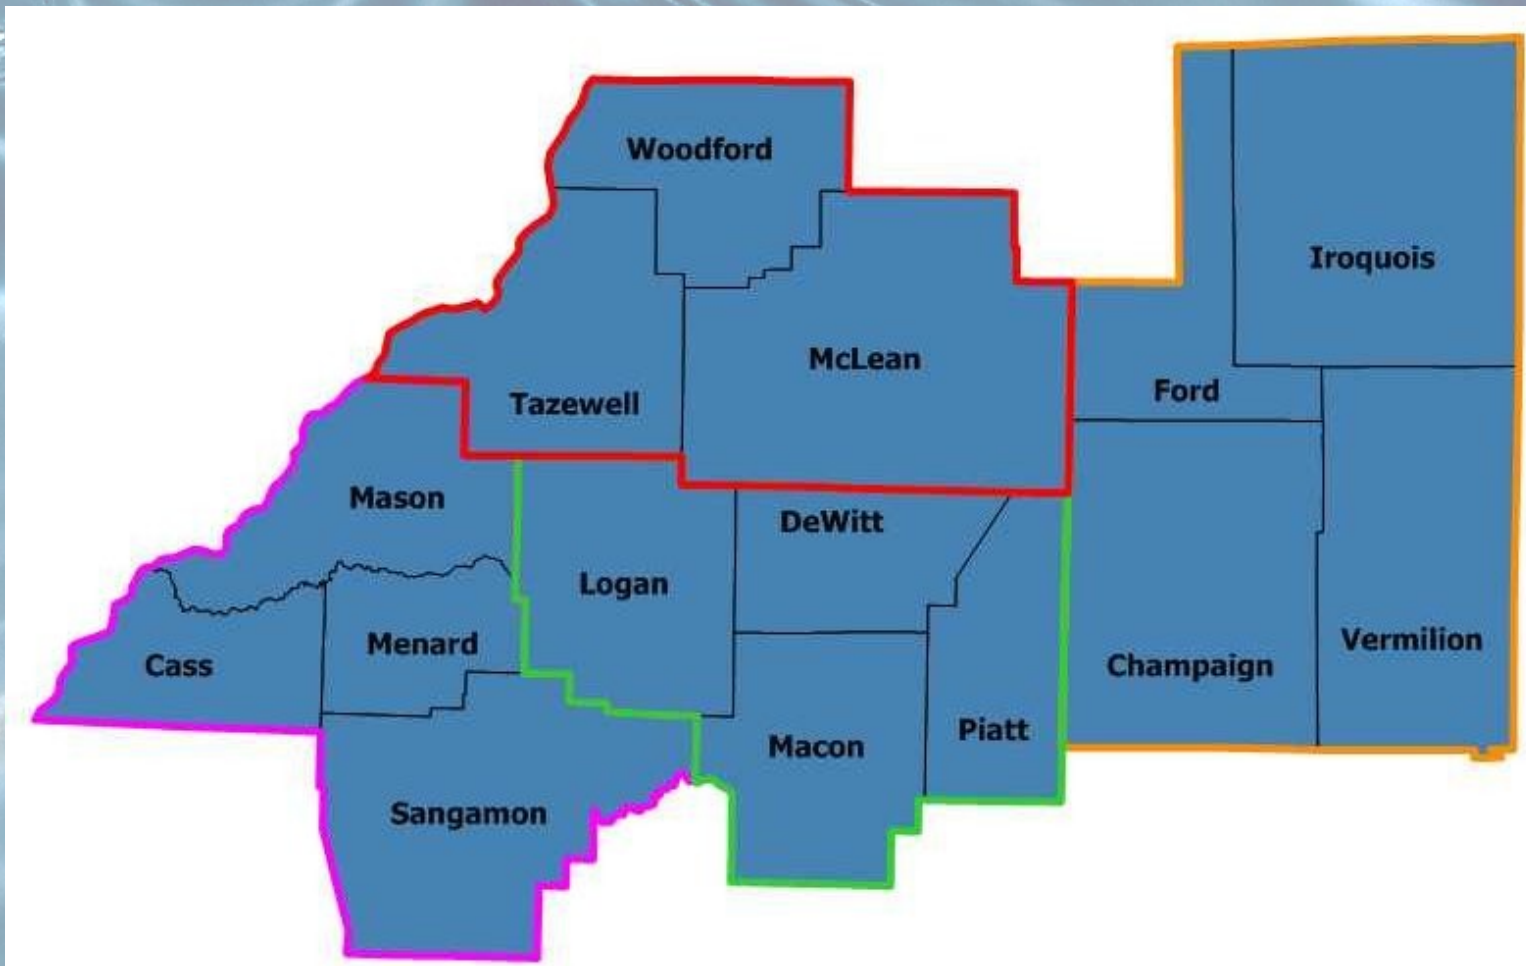 Woodford
Iroquois
McLean
Ford
Tazewell
Mason
DeWitt
Logan
Menard
Cass
Vermilion
Champaign
Piatt
Macon
Sangamon